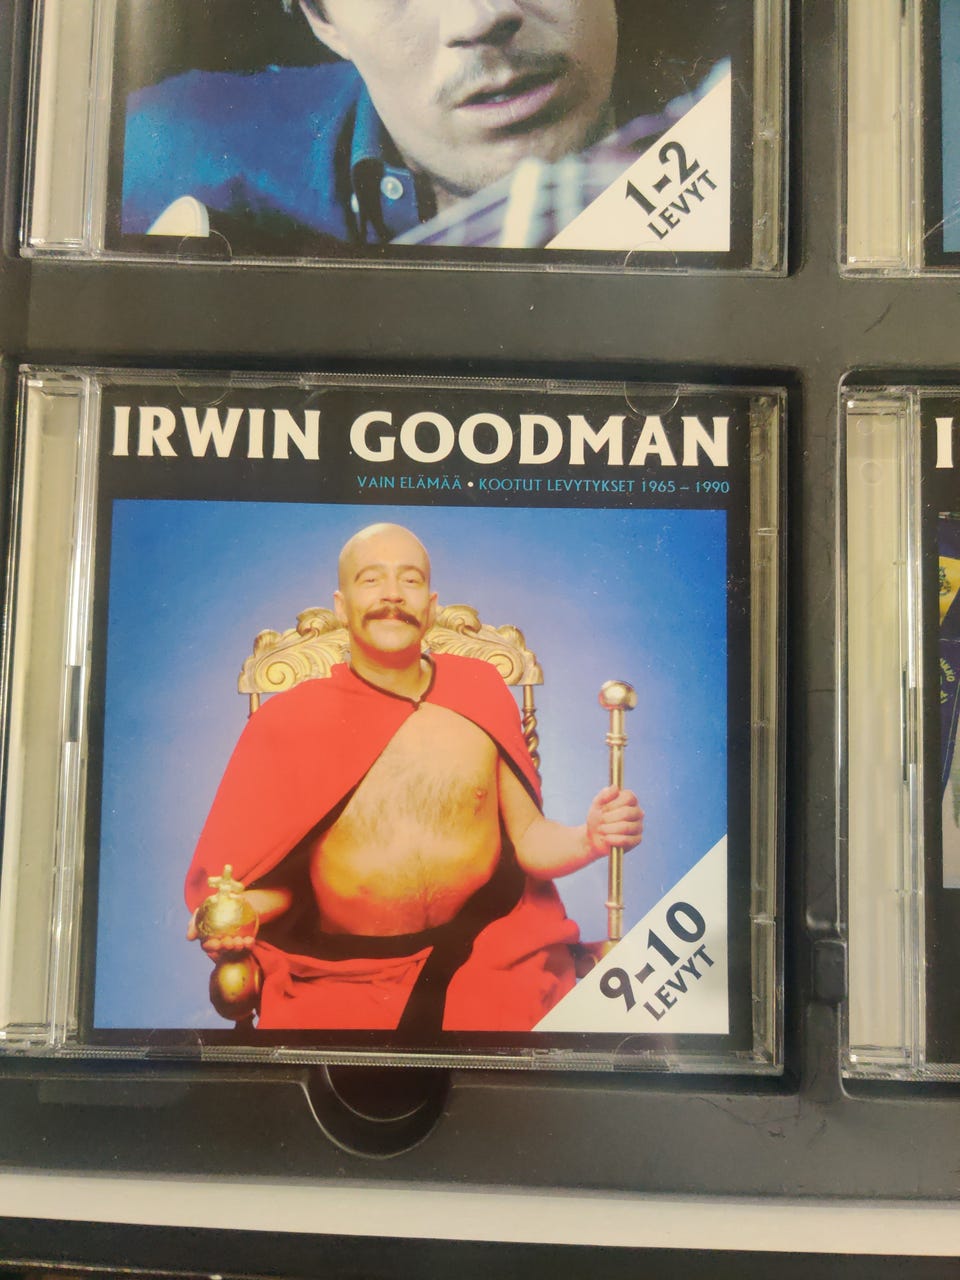 1-2
LEVYT
IRWIN GOODMAN
VAIN ELÄMÄÄ • KOOTUT LEVYTYKSET 1965 – 1990
9-10
LEVYT
I